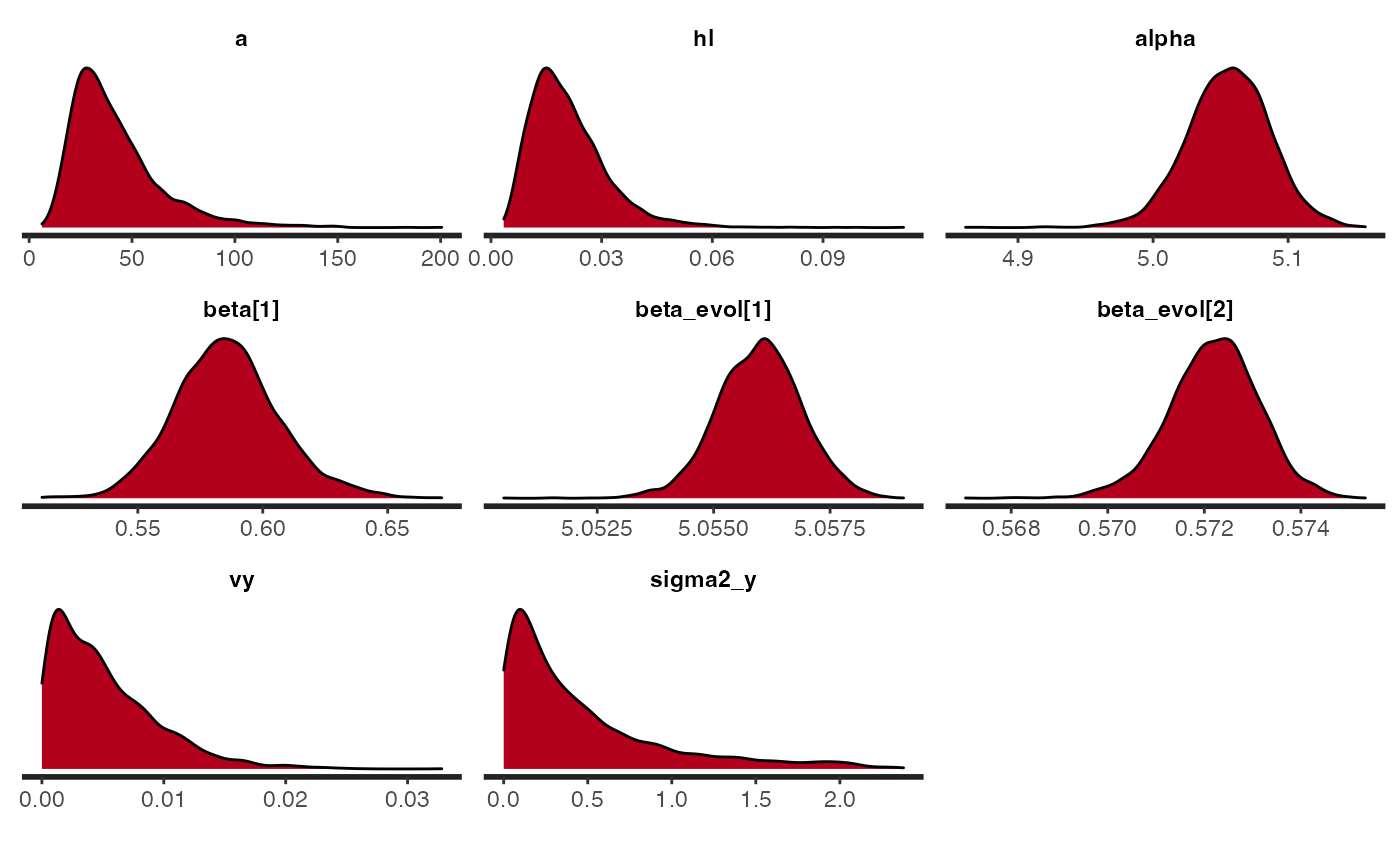 a hl alpha
0 50 100 150 200 0.00 0.03 0.06 0.09 4.9 5.0 5.1
beta[1] beta_evol[1] beta_evol[2]
0.55 0.60 0.65 5.0525 5.0550 5.0575 0.568 0.570 0.572 0.574
vy sigma2_y
0.00 0.01 0.02 0.03 0.0 0.5 1.0 1.5 2.0